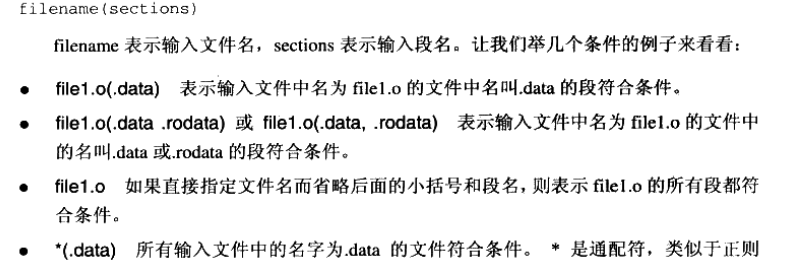 filename(sections)
filename 表示输入文件名，sections 表示输入段名。让我们举几个条件的例子来看看：
● file1.o(.data) 表示输入文件中名为 file1.o 的文件中名叫.data 的段符合条件。
● file1.o(.data .rodata) 或 file1.o(.data, .rodata) 表示输入文件中名为 file1.o 的文件中
的名叫.data 或.rodata 的段符合条件。
● file1.o 如果直接指定文件名而省略后面的小括号和段名，则表示 file1.o 的所有段都符
合条件。
● *(.data) 所有输入文件中的名字为.data 的文件符合条件。 * 是通配符，类似于正则